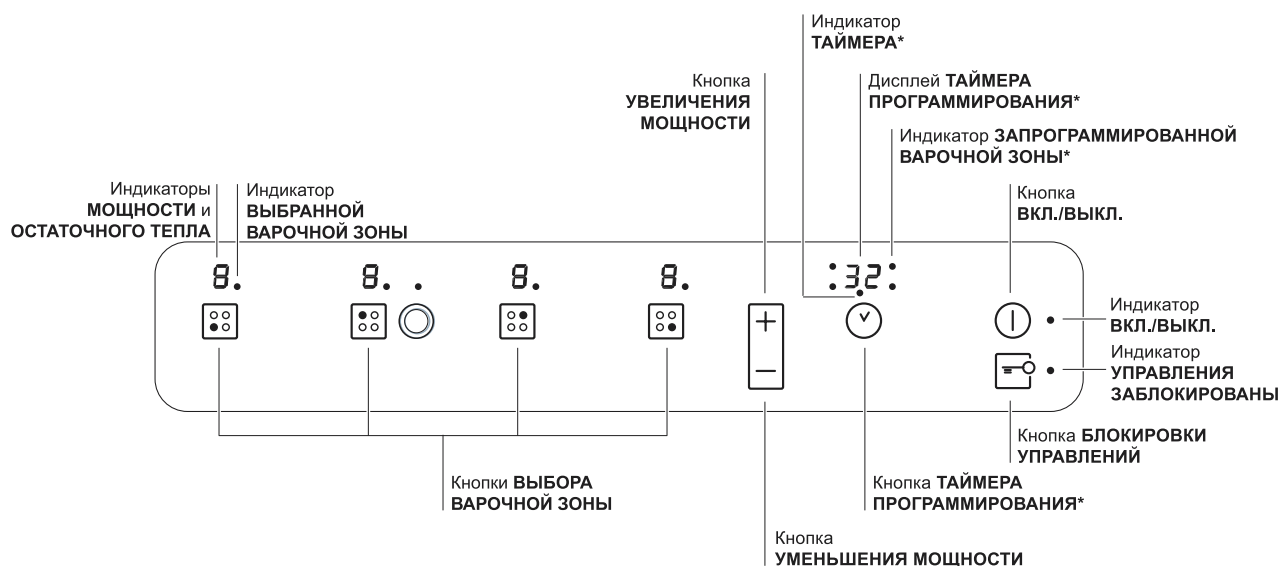 Индикатор
ТАЙМЕРА*
Кнопка
УВЕЛИЧЕНИЯ
МОЩНОСТИ
Дисплей ТАЙМЕРА
ПРОГРАММИРОВАНИЯ*
Индикатор ЗАПРОГРАММИРОВАННОЙ
ВАРОЧНОЙ ЗОНЫ*
Индикаторы
МОЩНОСТИ и
ОСТАТОЧНОГО ТЕПЛА
Индикатор
ВЫБРАННОЙ
ВАРОЧНОЙ ЗОНЫ
Кнопка
ВКЛ./ВЫКЛ.
8. 8. 8. 8. 32
+
−
Индикатор
ВКЛ./ВЫКЛ.
Индикатор
УПРАВЛЕНИЯ
ЗАБЛОКИРОВАНЫ
Кнопка БЛОКИРОВКИ
УПРАВЛЕНИЙ
Кнопки ВЫБОРА
ВАРОЧНОЙ ЗОНЫ
Кнопка ТАЙМЕРА
ПРОГРАММИРОВАНИЯ*
Кнопка
УМЕНЬШЕНИЯ МОЩНОСТИ